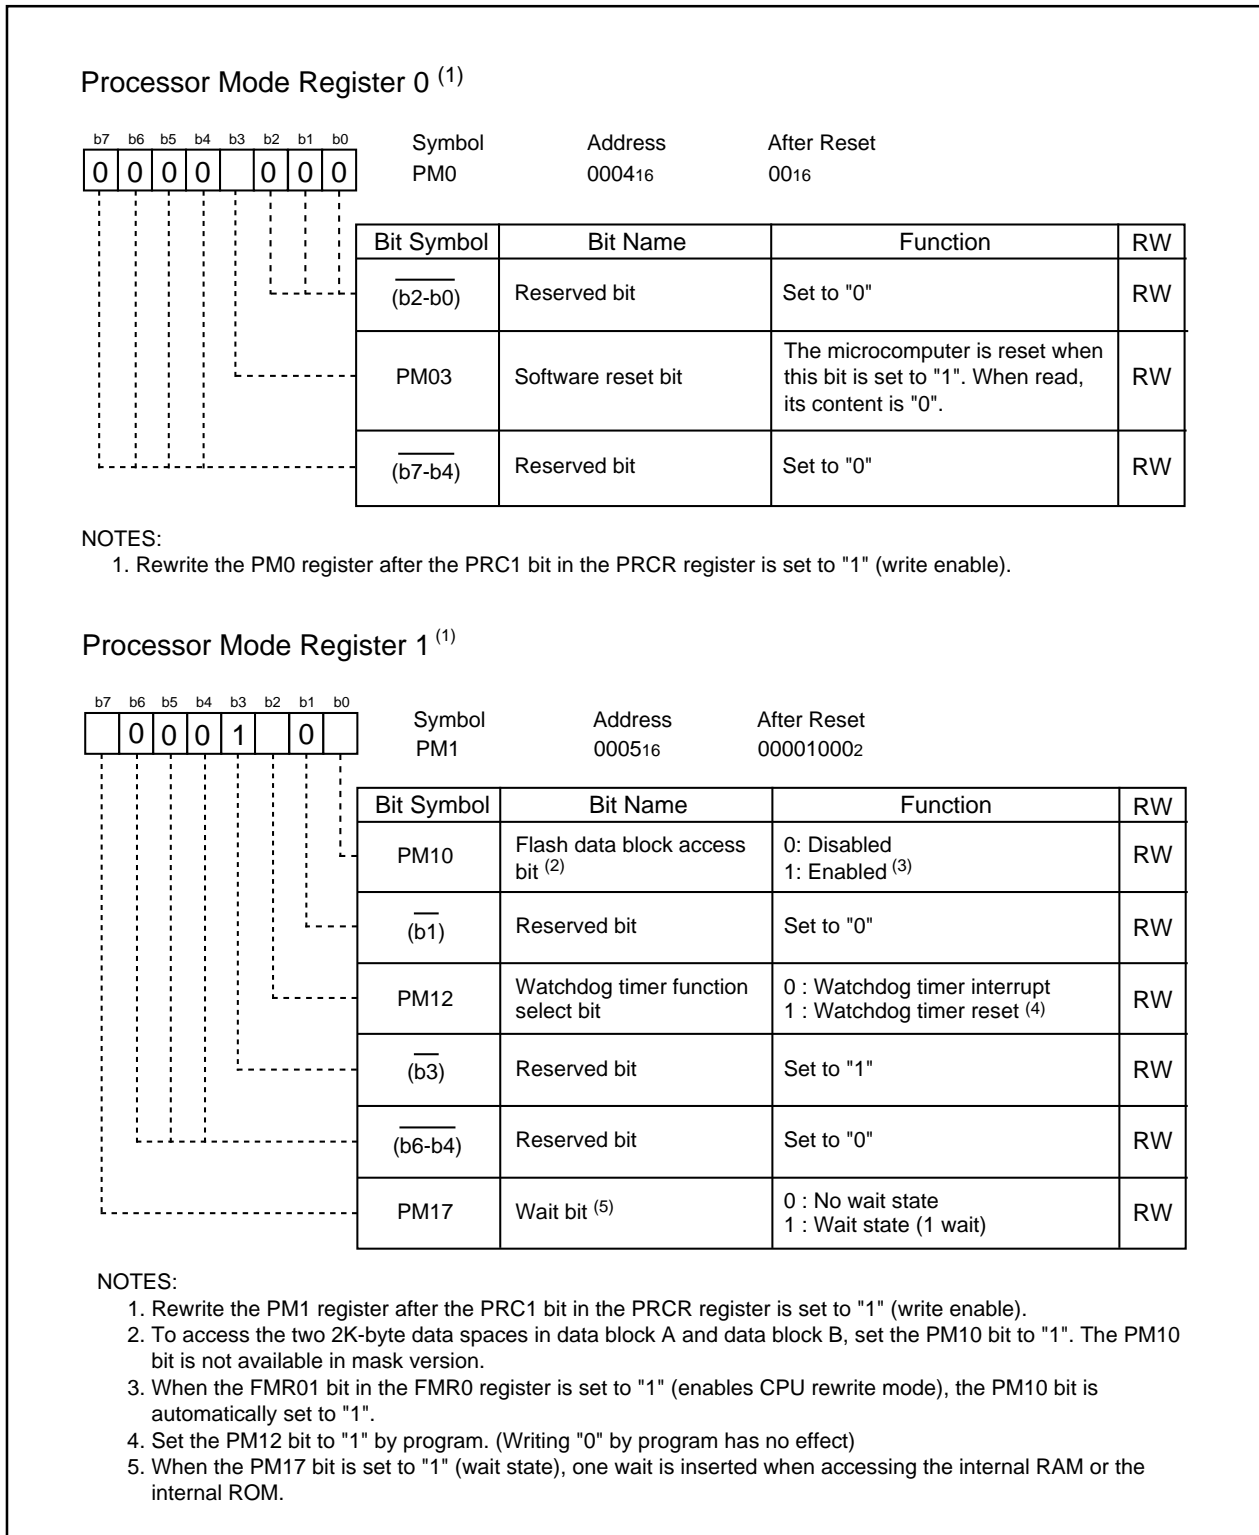 Processor Mode Register 0 (1)
b7 b6 b5 b4 b3 b2 b1 b0
0 0 0 0 0 0 0
Symbol Address After Reset
PM0 000416 0016
Bit Symbol Bit Name Function RW
(b2-b0) Reserved bit Set to "0" RW
PM03 Software reset bit The microcomputer is reset when
this bit is set to "1". When read,
its content is "0". RW
(b7-b4) Reserved bit Set to "0" RW
NOTES:
1. Rewrite the PM0 register after the PRC1 bit in the PRCR register is set to "1" (write enable).
Processor Mode Register 1 (1)
b7 b6 b5 b4 b3 b2 b1 b0
0 0 0 1 0
Symbol Address After Reset
PM1 000516 000010002
Bit Symbol Bit Name Function RW
PM10 Flash data block access
bit (2) 0: Disabled
1: Enabled (3) RW
(b1) Reserved bit Set to "0" RW
PM12 Watchdog timer function
select bit 0 : Watchdog timer interrupt
1 : Watchdog timer reset (4) RW
(b3) Reserved bit Set to "1" RW
(b6-b4) Reserved bit Set to "0" RW
PM17 Wait bit (5) 0 : No wait state
1 : Wait state (1 wait) RW
NOTES:
1. Rewrite the PM1 register after the PRC1 bit in the PRCR register is set to "1" (write enable).
2. To access the two 2K-byte data spaces in data block A and data block B, set the PM10 bit to "1". The PM10
bit is not available in mask version.
3. When the FMR01 bit in the FMR0 register is set to "1" (enables CPU rewrite mode), the PM10 bit is
automatically set to "1".
4. Set the PM12 bit to "1" by program. (Writing "0" by program has no effect)
5. When the PM17 bit is set to "1" (wait state), one wait is inserted when accessing the internal RAM or the
internal ROM.